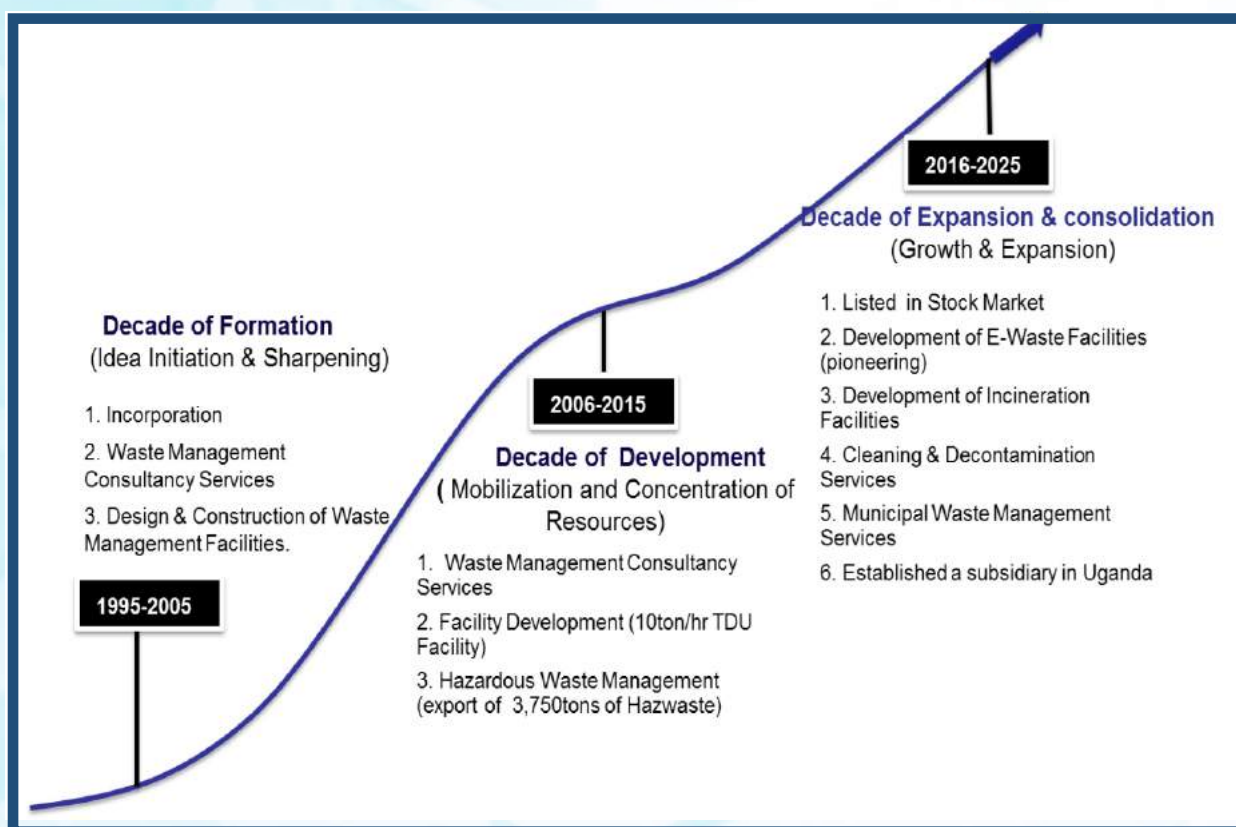 Decade of Formation
(Idea Initiation & Sharpening)
1. Incorporation
2. Waste Management
Consultancy Services
3. Design & Construction of Waste
Management Facilities.
1995-2005
2006-2015
Decade of Development
( Mobilization and Concentration of
Resources)
1. Waste Management Consultancy
Services
2. Facility Development (10ton/hr TDU
Facility)
3. Hazardous Waste Management
(export of 3,750tons of Hazwaste)
2016-2025
Decade of Expansion & consolidation
(Growth & Expansion)
1. Listed in Stock Market
2. Development of E-Waste Facilities
(pioneering)
3. Development of Incineration
Facilities
4. Cleaning & Decontamination
Services
5. Municipal Waste Management
Services
6. Established a subsidiary in Uganda